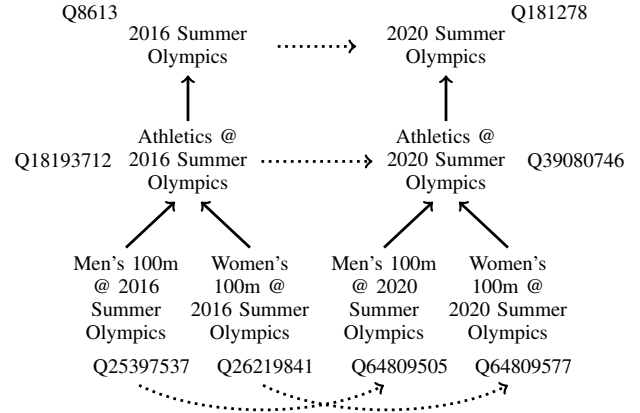 Q8613
2016 Summer
Olympics
2020 Summer
Olympics
Q181278
Q18193712
Athletics @
2016 Summer
Olympics
Athletics @
2020 Summer
Olympics
Q39080746
Men's 100m
@ 2016
Summer
Olympics
Q25397537
Women's
100m @
2016 Summer
Olympics
Q26219841
Men's 100m
@ 2020
Summer
Olympics
Q64809505
Women's
100m @
2020 Summer
Olympics
Q64809577